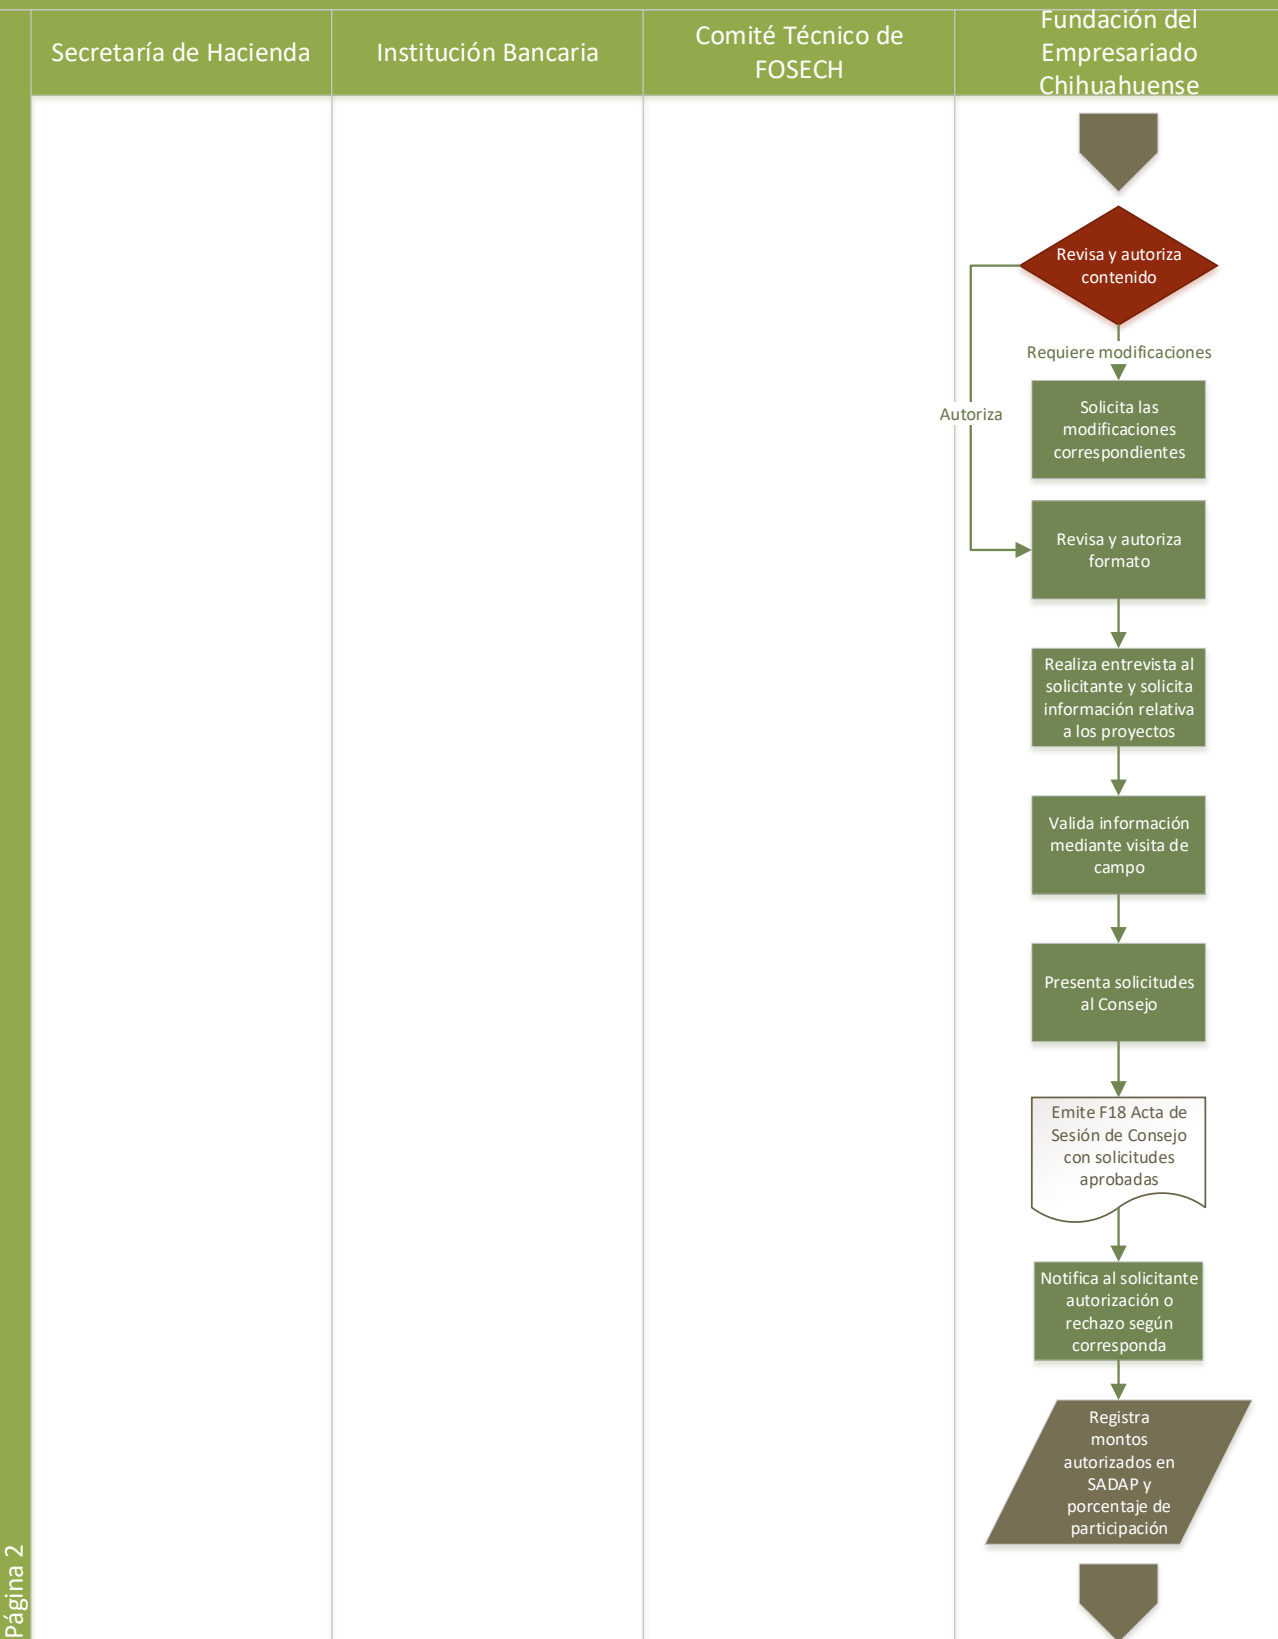 Secretaría de Hacienda
Institución Bancaria
Comité Técnico de
FOSECH
Fundación del
Empresariado
Chihuahuense
Revisa y autoriza
contenido
Requiere modificaciones
Autoriza
Solicita las
modificaciones
correspondientes
Revisa y autoriza
formato
Realiza entrevista al
solicitante y solicita
información relativa
a los proyectos
Valida información
mediante visita de
campo
Presenta solicitudes
al Consejo
Emite F18 Acta de
Sesión de Consejo
con solicitudes
aprobadas
Notifica al solicitante
autorización o
rechazo según
corresponda
Registra
montos
autorizados en
SADAP y
porcentaje de
participación
Página 2